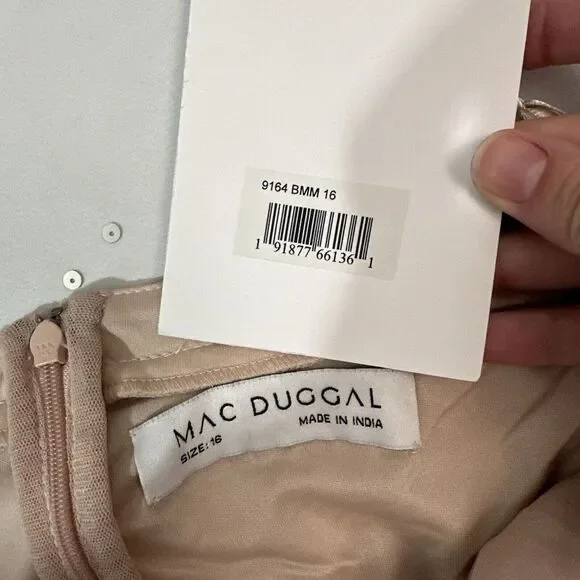 9164 BMM 16
1 91877 66136 1
MAC DUGGAL
MADE IN INDIA
SIZE: 16